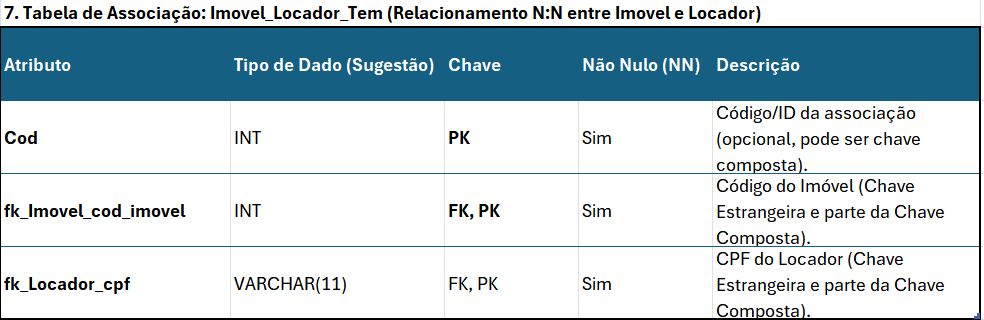 7. Tabela de Associação: Imovel_Locador_Tem (Relacionamento N:N entre Imovel e Locador)
Atributo Tipo de Dado (Sugestão) Chave Não Nulo (NN) Descrição
Cod INT PK Sim Código/ID da associação
(opcional, pode ser chave
composta).
fk_Imovel_cod_imovel INT FK, PK Sim Código do Imóvel (Chave
Estrangeira e parte da Chave
Composta).
fk_Locador_cpf VARCHAR(11) FK, PK Sim CPF do Locador (Chave
Estrangeira e parte da Chave
Composta).